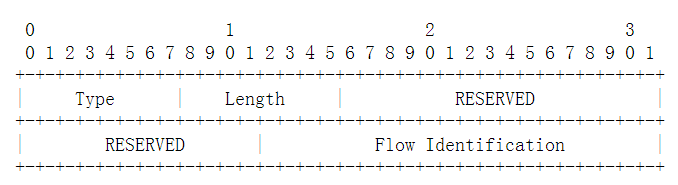 0                   1                   2                   3
 0 1 2 3 4 5 6 7 8 9 0 1 2 3 4 5 6 7 8 9 0 1 2 3 4 5 6 7 8 9 0 1
+-+-+-+-+-+-+-+-+-+-+-+-+-+-+-+-+-+-+-+-+-+-+-+-+-+-+-+-+-+-+-+-+
|     Type      |    Length     |           RESERVED            |
+-+-+-+-+-+-+-+-+-+-+-+-+-+-+-+-+-+-+-+-+-+-+-+-+-+-+-+-+-+-+-+-+
|        RESERVED       |           Flow Identification         |
+-+-+-+-+-+-+-+-+-+-+-+-+-+-+-+-+-+-+-+-+-+-+-+-+-+-+-+-+-+-+-+-+